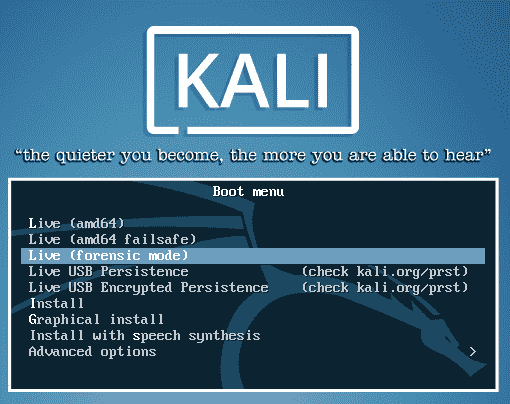 KALI
“the quieter you become, the more you are able to hear”
Boot menu
Live (amd64)
Live (amd64 failsafe)
Live (forensic mode)
Live USB Persistence (check kali.org/prst)
Live USB Encrypted Persistence (check kali.org/prst)
Install
Graphical install
Install with speech synthesis
Advanced options >